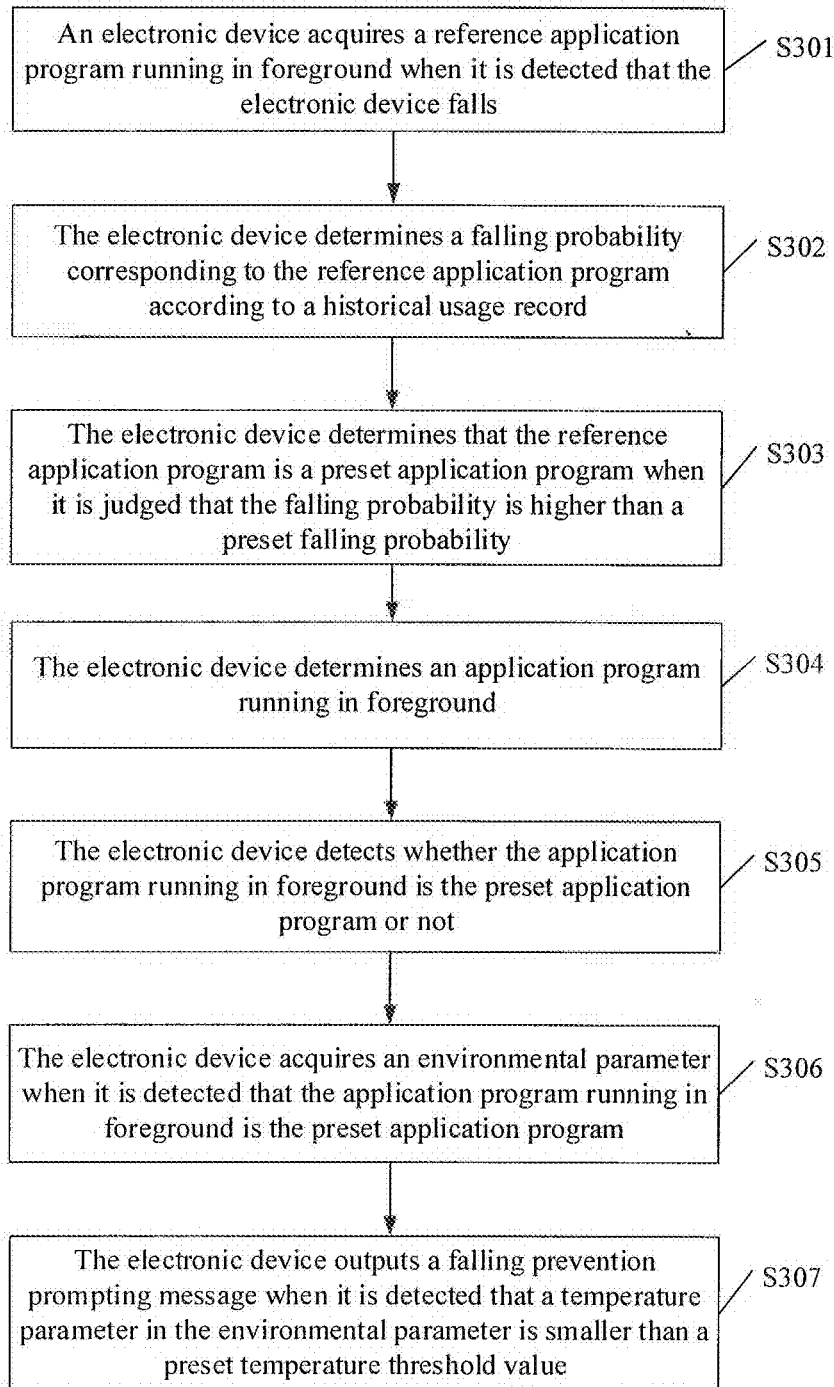 An electronic device acquires a reference application
program running in foreground when it is detected that the
electronic device falls
S301
The electronic device determines a falling probability
corresponding to the reference application program
according to a historical usage record
S302
The electronic device determines that the reference
application program is a preset application program when
it is judged that the falling probability is higher than a
preset falling probability
S303
The electronic device determines an application program
running in foreground
S304
The electronic device detects whether the application
program running in foreground is the preset application
program or not
S305
The electronic device acquires an environmental parameter
when it is detected that the application program running in
foreground is the preset application program
S306
The electronic device outputs a falling prevention
prompting message when it is detected that a temperature
parameter in the environmental parameter is smaller than a
preset temperature threshold value
S307